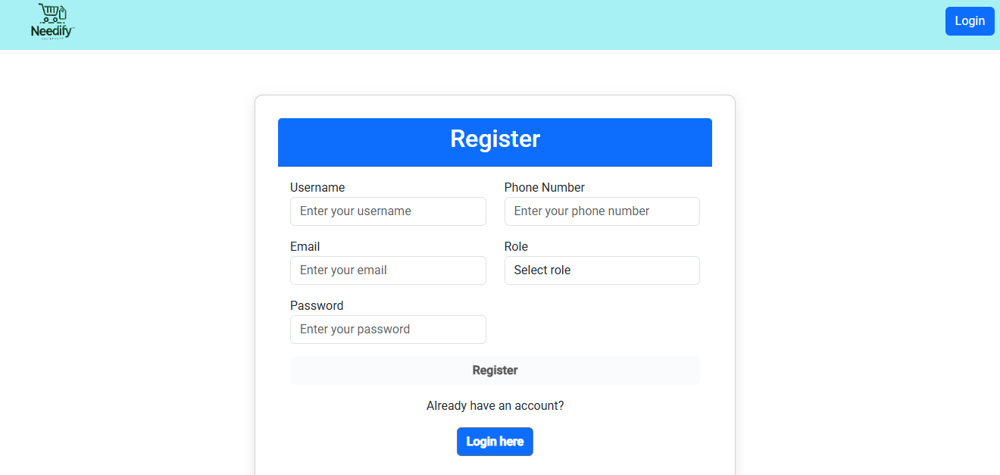 Needify
Login
Register
Username
Phone Number
Enter your username
Enter your phone number
Email
Role
Enter your email
Select role
Password
Enter your password
Register
Already have an account?
Login here